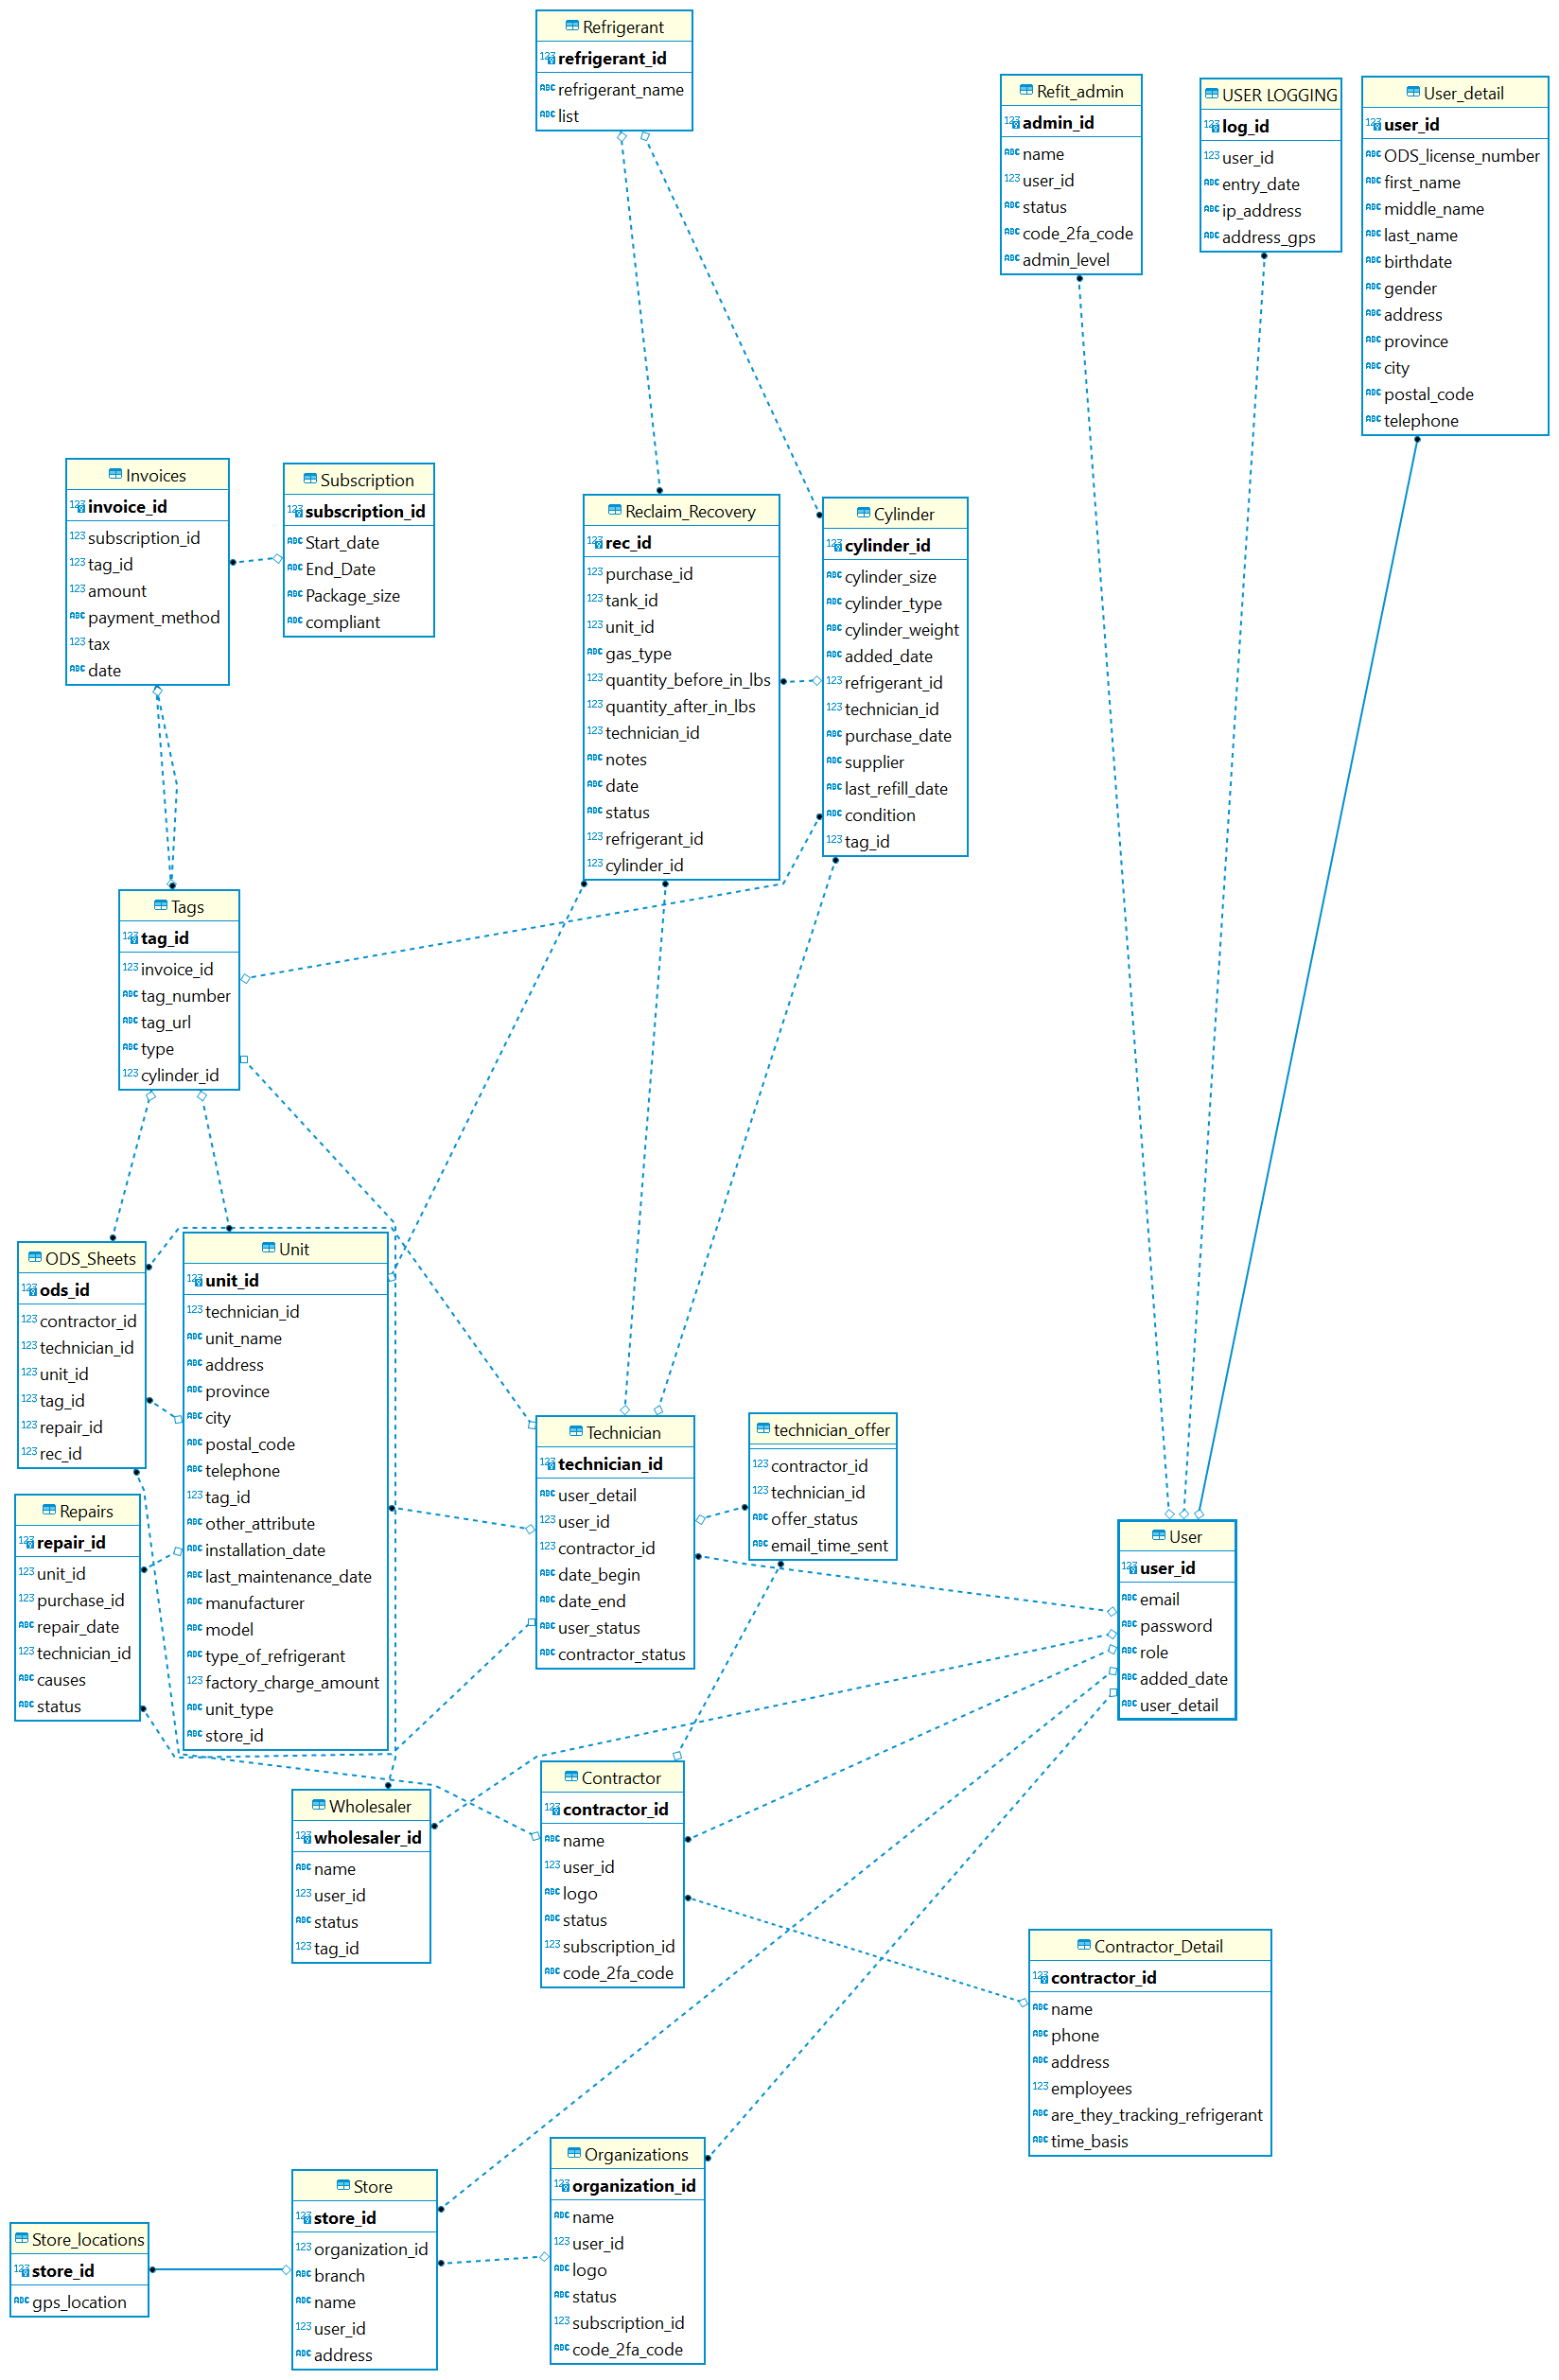 Refrigerant
refrigerant_id
refrigerant_name
list
Refit_admin
admin_id
name
user_id
status
code_2fa_code
admin_level
USER LOGGING
log_id
user_id
entry_date
ip_address
address_gps
User_detail
user_id
ODS_license_number
first_name
middle_name
last_name
birthdate
gender
address
province
city
postal_code
telephone
Invoices
invoice_id
subscription_id
tag_id
amount
payment_method
tax
date
Subscription
subscription_id
Start_date
End_Date
Package_size
compliant
Reclaim_Recovery
rec_id
purchase_id
tank_id
unit_id
gas_type
quantity_before_in_lbs
quantity_after_in_lbs
technician_id
notes
date
status
refrigerant_id
cylinder_id
Cylinder
cylinder_id
cylinder_size
cylinder_type
cylinder_weight
added_date
refrigerant_id
technician_id
purchase_date
supplier
last_refill_date
condition
tag_id
Tags
tag_id
invoice_id
tag_number
tag_url
type
cylinder_id
ODS_Sheets
ods_id
contractor_id
technician_id
unit_id
tag_id
repair_id
rec_id
Unit
unit_id
technician_id
unit_name
address
province
city
postal_code
telephone
tag_id
other_attribute
installation_date
last_maintenance_date
manufacturer
model
type_of_refrigerant
factory_charge_amount
unit_type
store_id
Repairs
repair_id
unit_id
purchase_id
repair_date
technician_id
causes
status
Technician
technician_id
user_detail
user_id
contractor_id
date_begin
date_end
user_status
contractor_status
technician_offer
contractor_id
technician_id
offer_status
email_time_sent
User
user_id
email
password
role
added_date
user_detail
Wholesaler
wholesaler_id
name
user_id
status
tag_id
Contractor
contractor_id
name
user_id
logo
status
subscription_id
code_2fa_code
Contractor_Detail
contractor_id
name
phone
address
employees
are_they_tracking_refrigerant
time_basis
Organizations
organization_id
name
user_id
logo
status
subscription_id
code_2fa_code
Store
store_id
organization_id
branch
name
user_id
address
Store_locations
store_id
gps_location